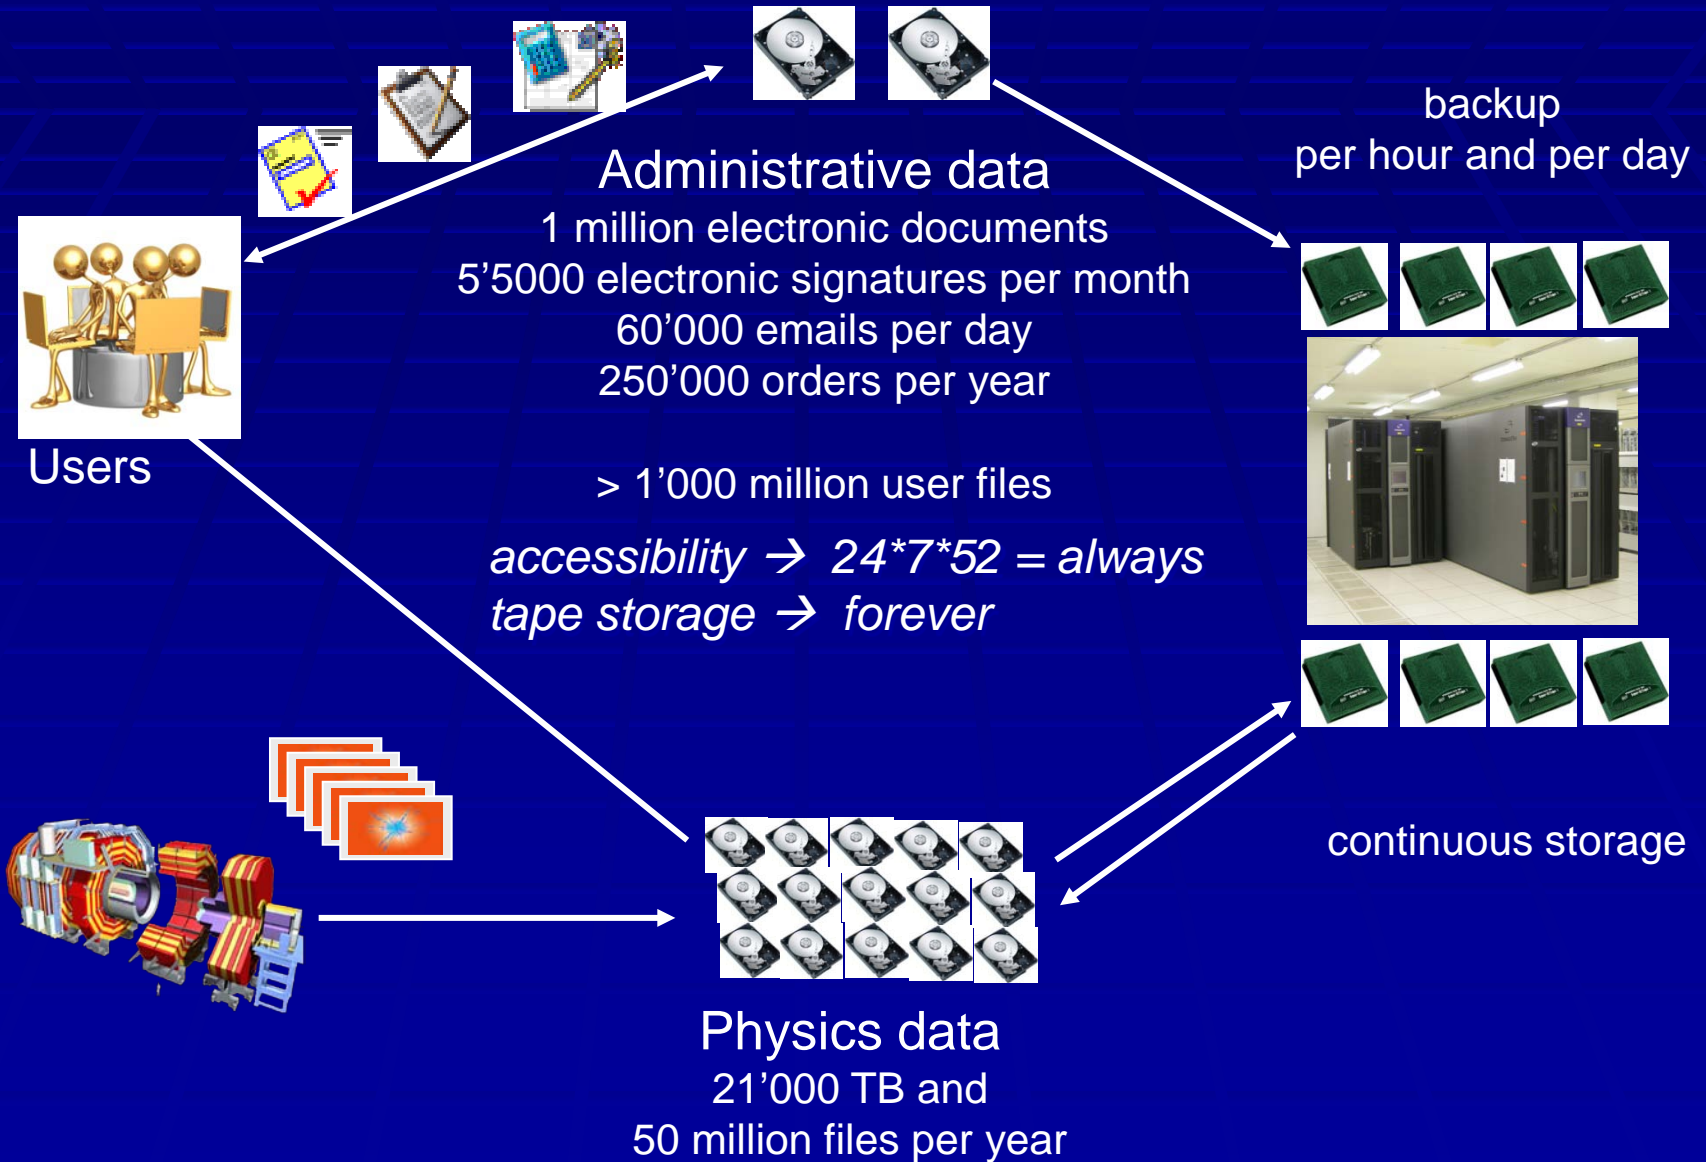 backup
per hour and per day
Administrative data
1 million electronic documents
5’5000 electronic signatures per month
60’000 emails per day
250’000 orders per year
Users
> 1’000 million user files
accessibility → 24*7*52 = always
tape storage → forever
continuous storage
Physics data
21’000 TB and
50 million files per year